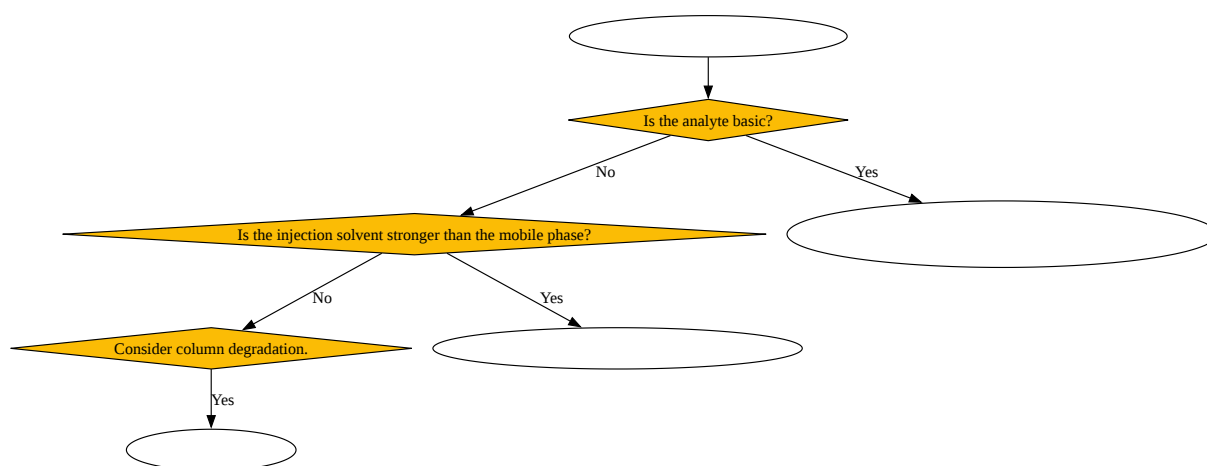 Is the analyte basic?
No
Yes
Is the injection solvent stronger than the mobile phase?
No
Yes
Consider column degradation.
Yes